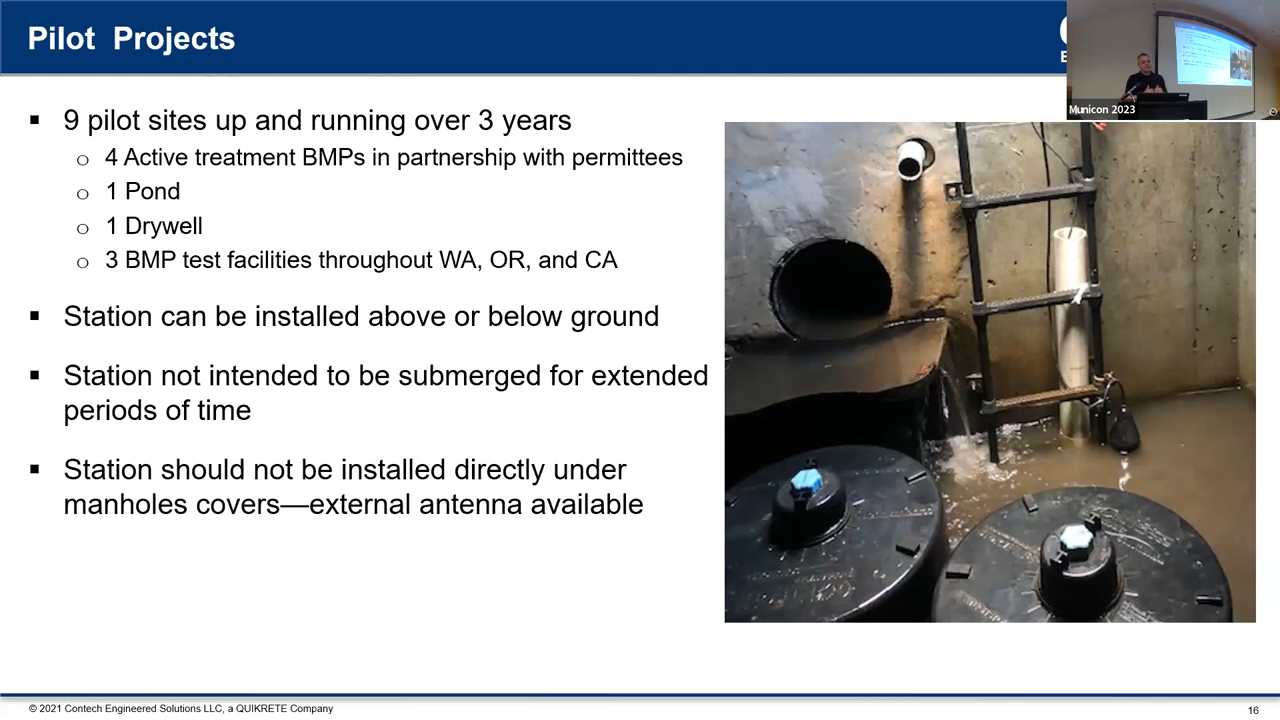 Pilot Projects
Municon 2023
▪ 9 pilot sites up and running over 3 years
o 4 Active treatment BMPs in partnership with permittees
o 1 Pond
o 1 Drywell
o 3 BMP test facilities throughout WA, OR, and CA
▪ Station can be installed above or below ground
▪ Station not intended to be submerged for extended
periods of time
▪ Station should not be installed directly under
manholes covers—external antenna available
© 2021 Contech Engineered Solutions LLC, a QUIKRETE Company
16